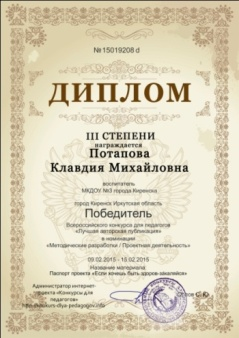 №15019208 d
ДИПЛОМ
III СТЕПЕНИ
награждается
Потапова
Клавдия Михайловна
воспитатель
МКДОУ №3 города Киренска
город Киренск Иркутская область
Победитель
Всероссийского конкурса для педагогов
«Лучшая авторская публикация»
в номинации
«Методические разработки / Проектная деятельность»
09.02.2015 - 10.02.2015
Название материала
Паспорт проекта «Если хочешь быть здоров-закаляйся»
Администратор интернет-
проекта «Конкурсы для
педагогов»